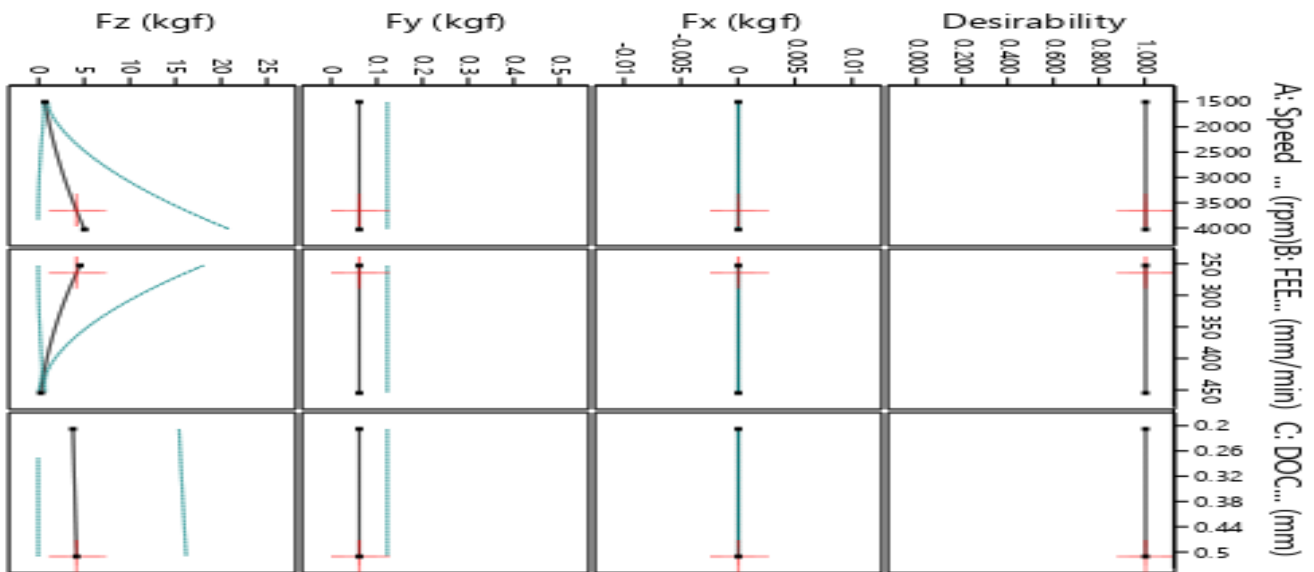 Fz (kgf)
Fy (kgf)
Fx (kgf)
Desirability
0 5 10 15 20 25
0 0.1 0.2 0.3 0.4 0.5
-0.01 -0.005 0 0.005 0.01
0.000 0.200 0.400 0.600 0.800 1.000
A: Speed ... (rpm)
1500
2000
2500
3000
3500
4000
B: FEE... (mm/min)
250
300
350
400
450
C: DOC... (mm)
0.2
0.26
0.32
0.38
0.44
0.5